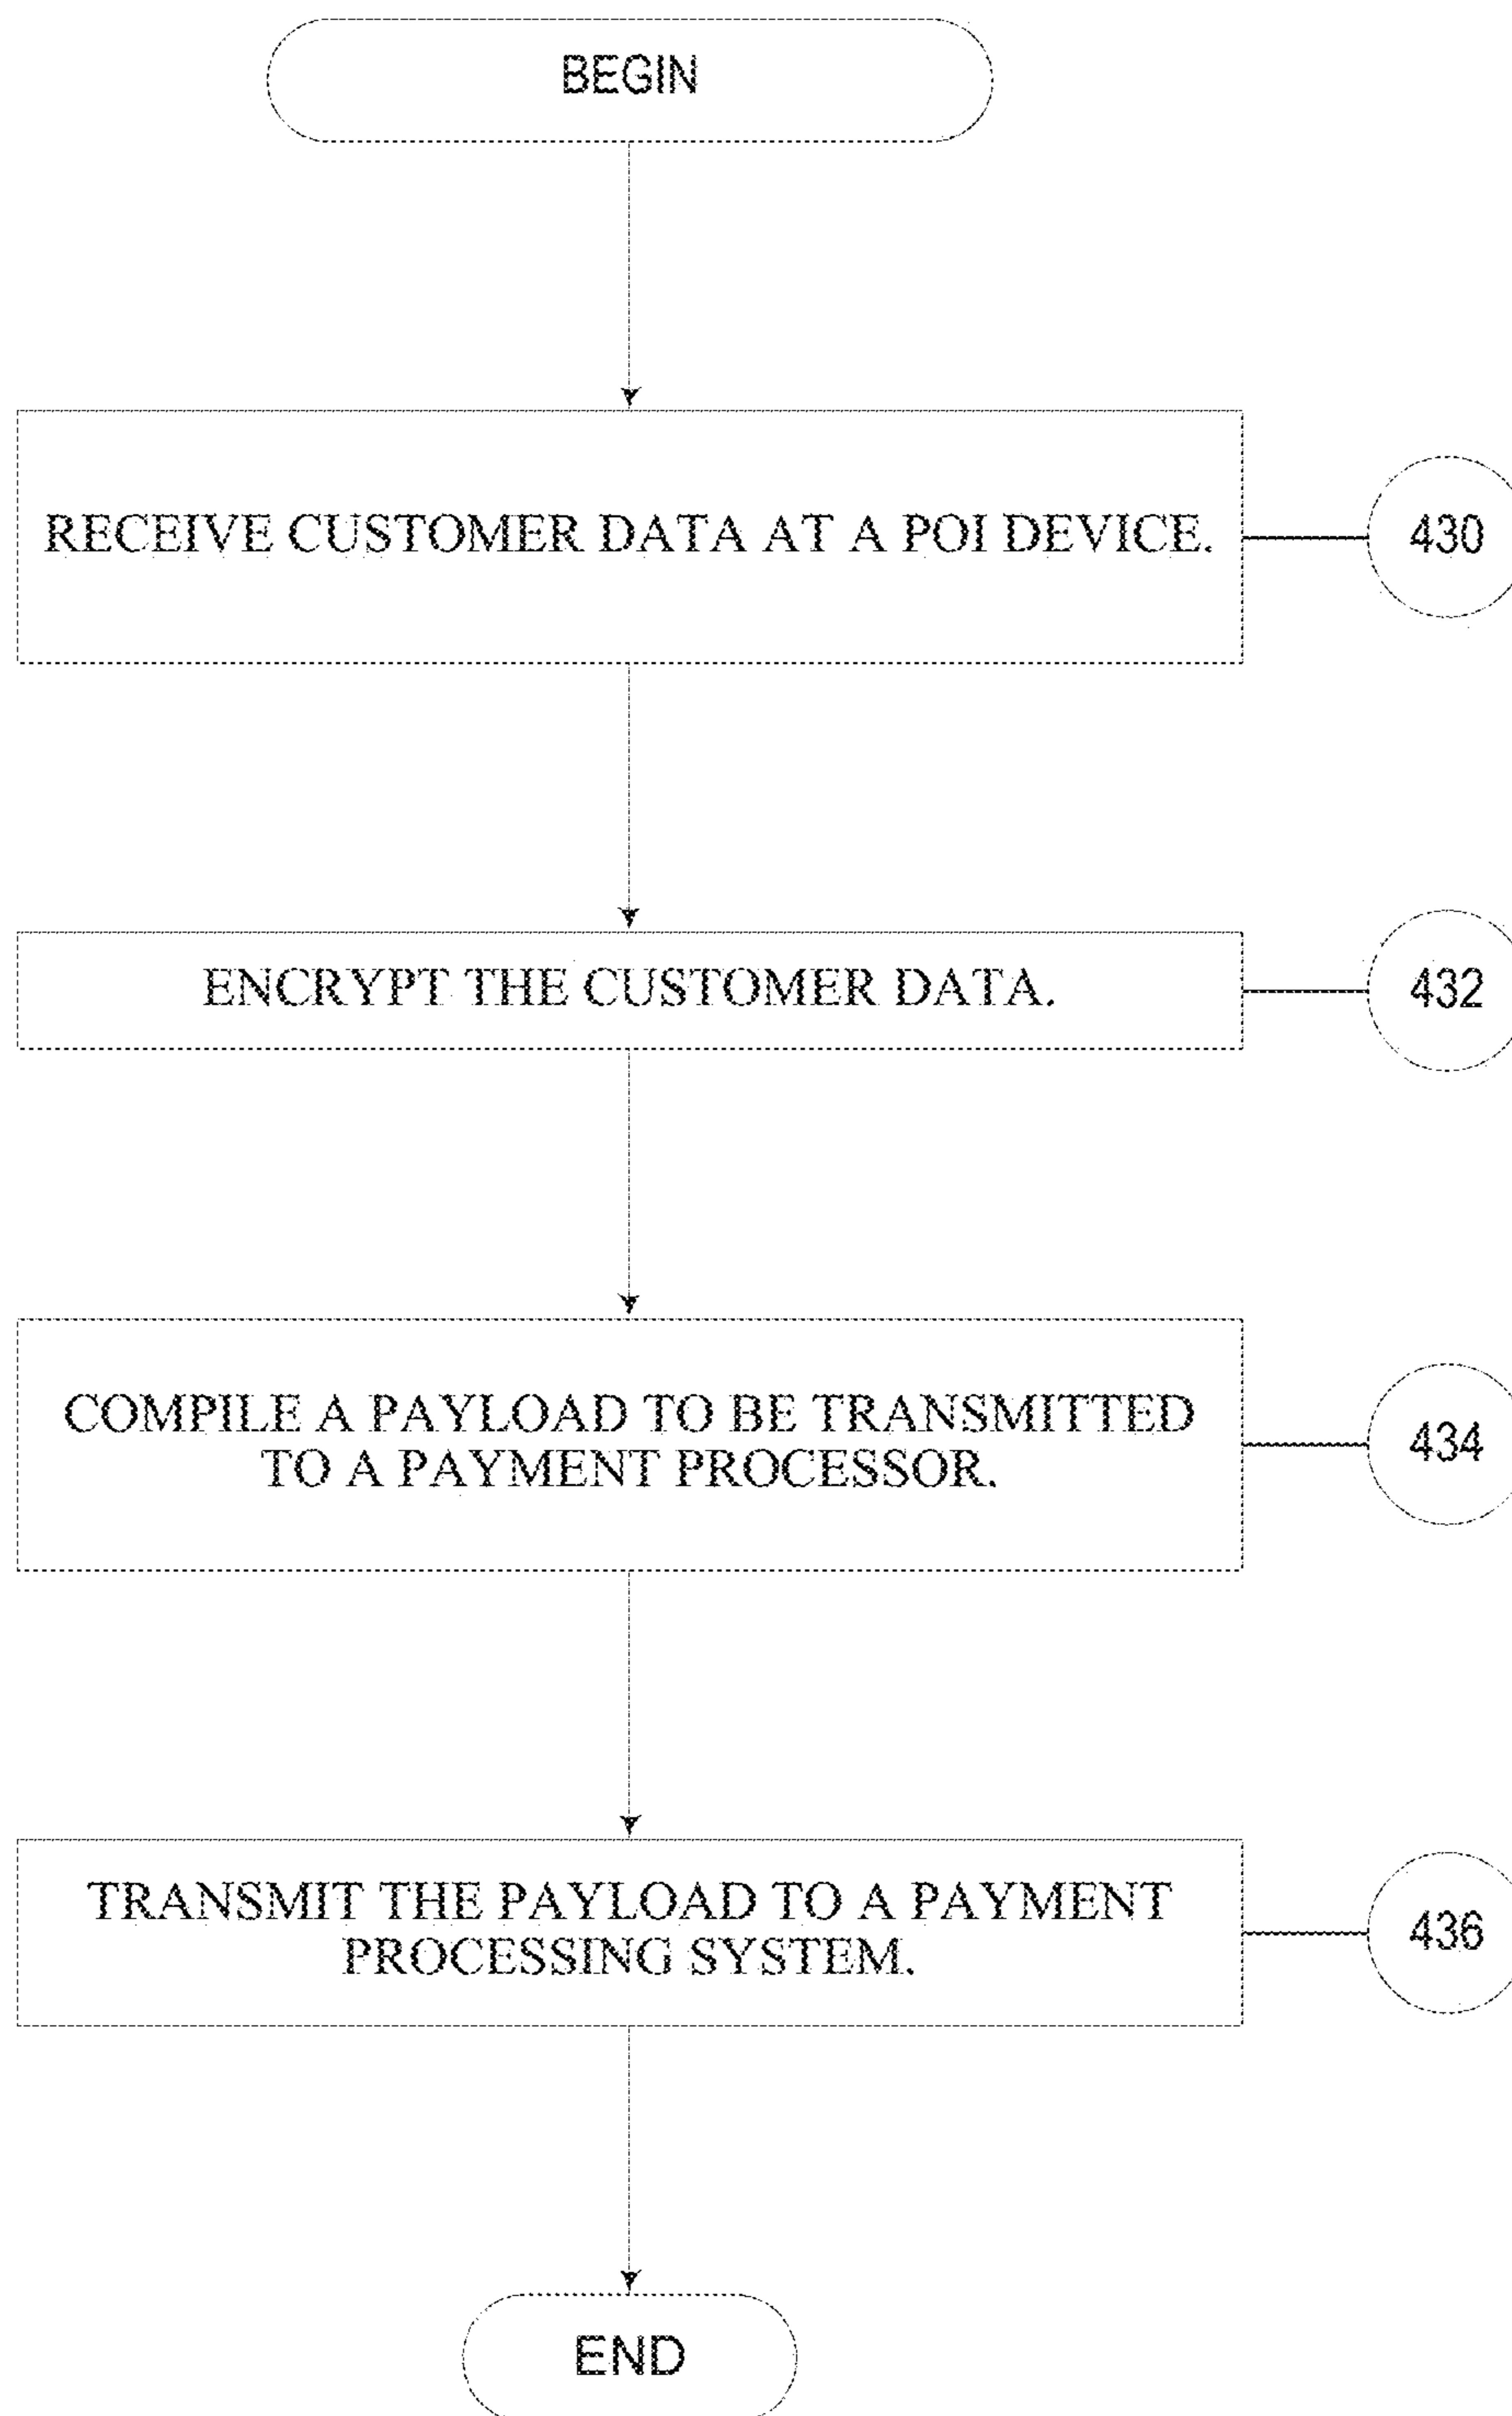 BEGIN
RECEIVE CUSTOMER DATA AT A POI DEVICE.
430
ENCRYPT THE CUSTOMER DATA.
432
COMPILE A PAYLOAD TO BE TRANSMITTED
TO A PAYMENT PROCESSOR.
434
TRANSMIT THE PAYLOAD TO A PAYMENT
PROCESSING SYSTEM.
436
END